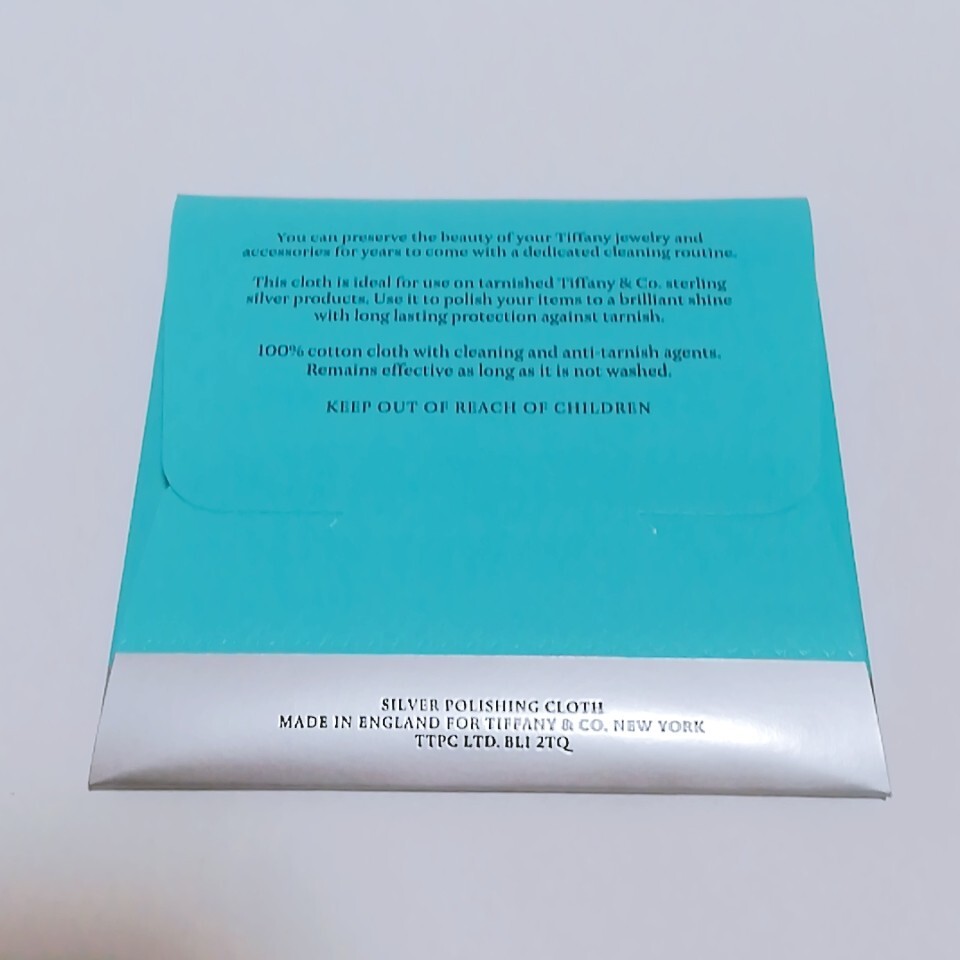 You can preserve the beauty of your Tiffany jewelry and
accessories for years to come with a dedicated cleaning routine.
This cloth is ideal for use on tarnished Tiffany & Co. sterling
silver products. Use it to polish your items to a brilliant shine
with long lasting protection against tarnish.
100% cotton cloth with cleaning and anti-tarnish agents.
Remains effective as long as it is not washed.
KEEP OUT OF REACH OF CHILDREN
SILVER POLISHING CLOTH
MADE IN ENGLAND FOR TIFFANY & CO. NEW YORK
TTPC LTD. BL1 2TQ